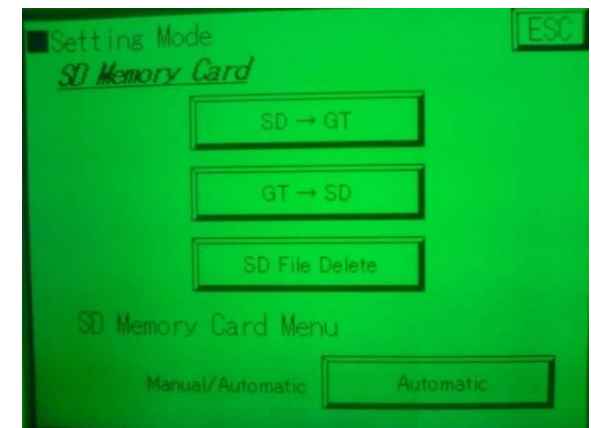 ■Setting Mode ESC
SD Memory Card
SD → GT
GT → SD
SD File Delete
SD Memory Card Menu
Manual/Automatic Automatic